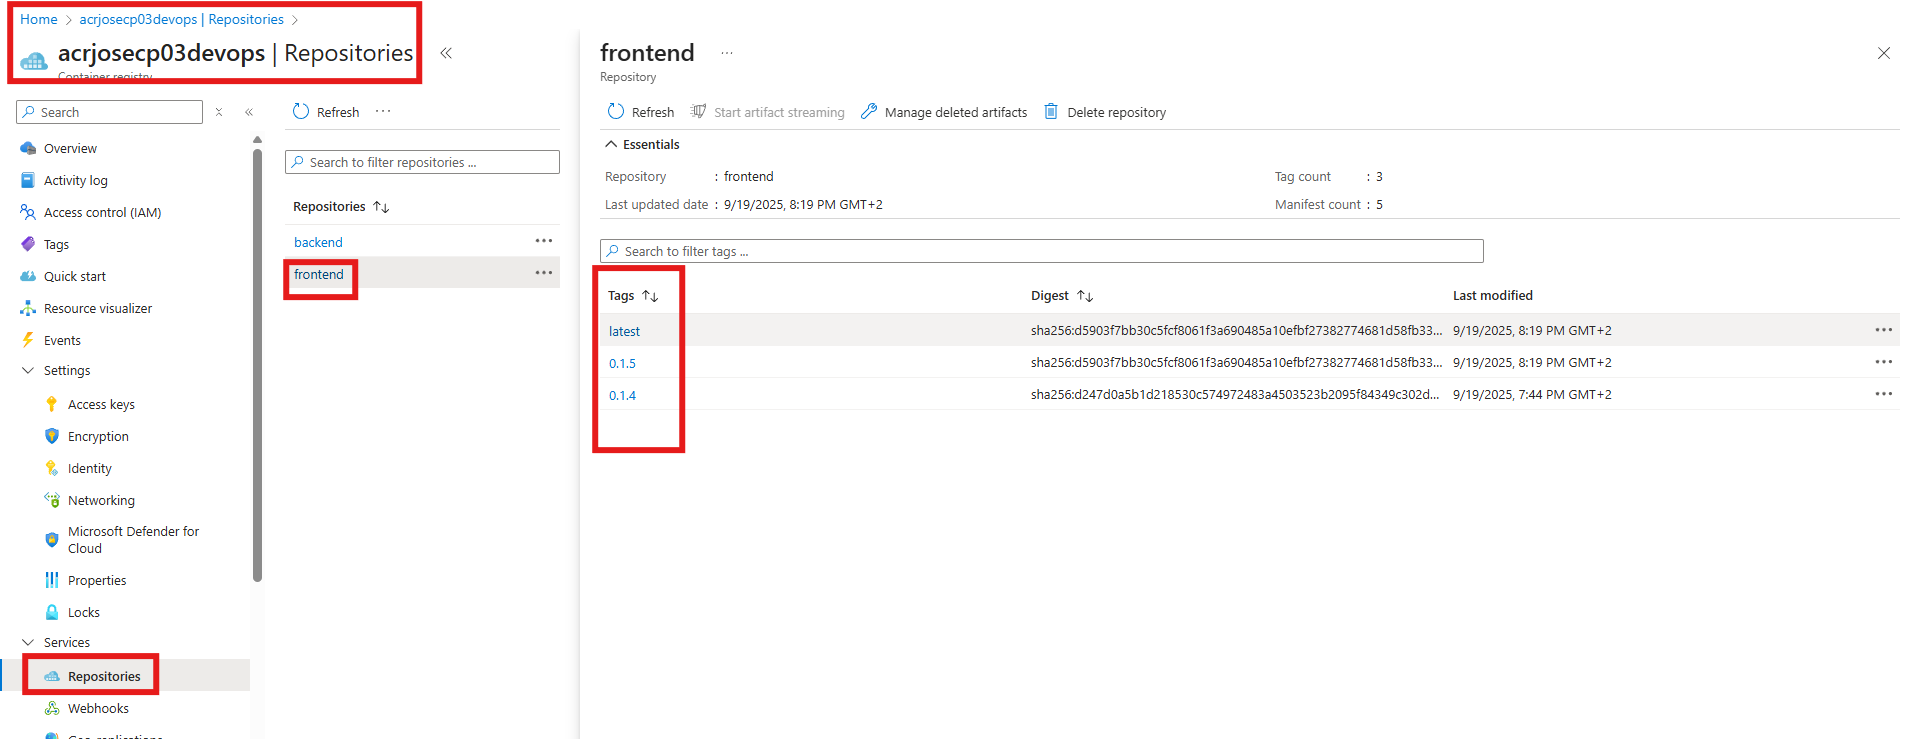 Home > acrjosecp03devops | Repositories >
acrjosecp03devops | Repositories
Container registry
Search
Overview
Activity log
Access control (IAM)
Tags
Quick start
Resource visualizer
Events
Settings
Access keys
Encryption
Identity
Networking
Microsoft Defender for
Cloud
Properties
Locks
Services
Repositories
Webhooks
Geo-replications
Refresh
Search to filter repositories ...
Repositories
backend
frontend
frontend
Repository
Refresh Start artifact streaming Manage deleted artifacts Delete repository
Essentials
Repository : frontend Tag count : 3
Last updated date : 9/19/2025, 8:19 PM GMT+2 Manifest count : 5
Search to filter tags ...
Tags Digest Last modified
latest sha256:d5903f7bb30c5fcf8061f3a690485a10efbf27382774681d58fb33... 9/19/2025, 8:19 PM GMT+2
0.1.5 sha256:d5903f7bb30c5fcf8061f3a690485a10efbf27382774681d58fb33... 9/19/2025, 8:19 PM GMT+2
0.1.4 sha256:d247d0a5b1d218530c574972483a4503523b2095f84349c302d... 9/19/2025, 7:44 PM GMT+2